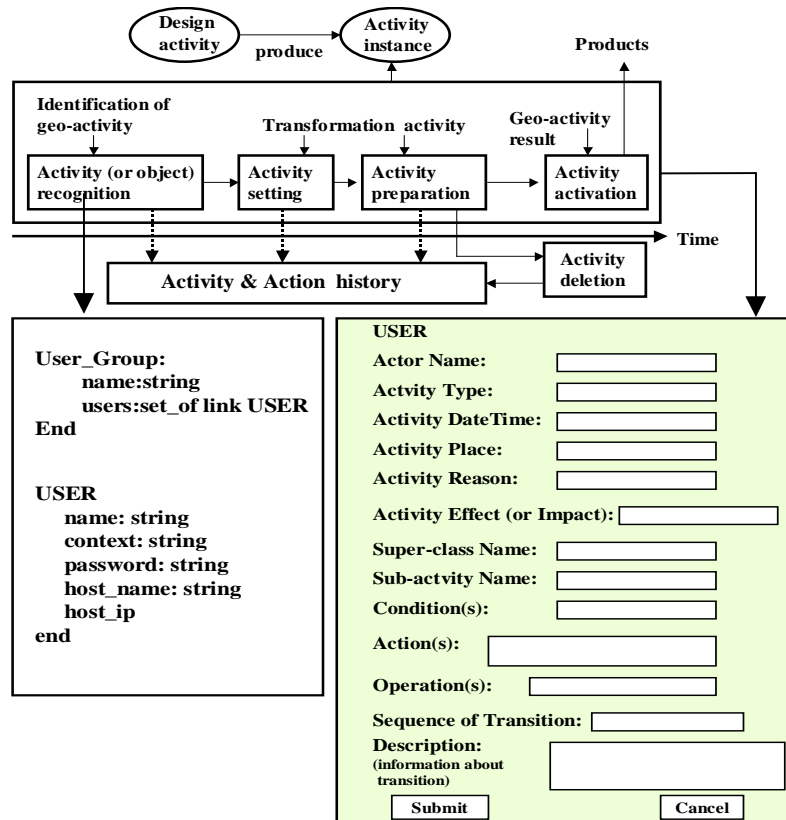 Design
activity
produce
Activity
instance
Products
Identification of
geo-activity
Transformation activity
Geo-activity
result
Activity (or object)
recognition
Activity
setting
Activity
preparation
Activity
activation
Time
Activity & Action history
Activity
deletion
User_Group:
name:string
users:set_of link USER
End
USER
name: string
context: string
password: string
host_name: string
host_ip
end
USER
Actor Name:
Actvity Type:
Activity DateTime:
Activity Place:
Activity Reason:
Activity Effect (or Impact):
Super-class Name:
Sub-actvity Name:
Condition(s):
Action(s):
Operation(s):
Sequence of Transition:
Description:
(information about
transition)
Submit
Cancel